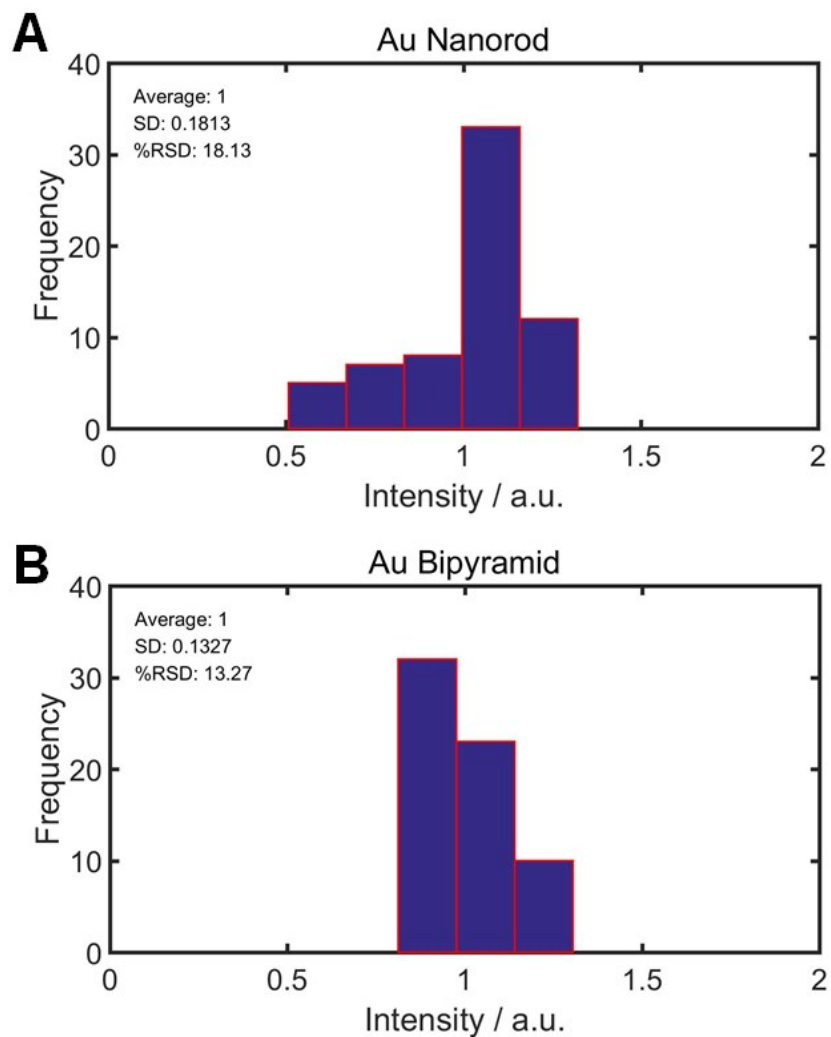 A
Au Nanorod
40
30
20
10
0
Frequency
Average: 1
SD: 0.1813
%RSD: 18.13
0 0.5 1 1.5 2
Intensity / a.u.
B
Au Bipyramid
40
30
20
10
0
Frequency
Average: 1
SD: 0.1327
%RSD: 13.27
0 0.5 1 1.5 2
Intensity / a.u.